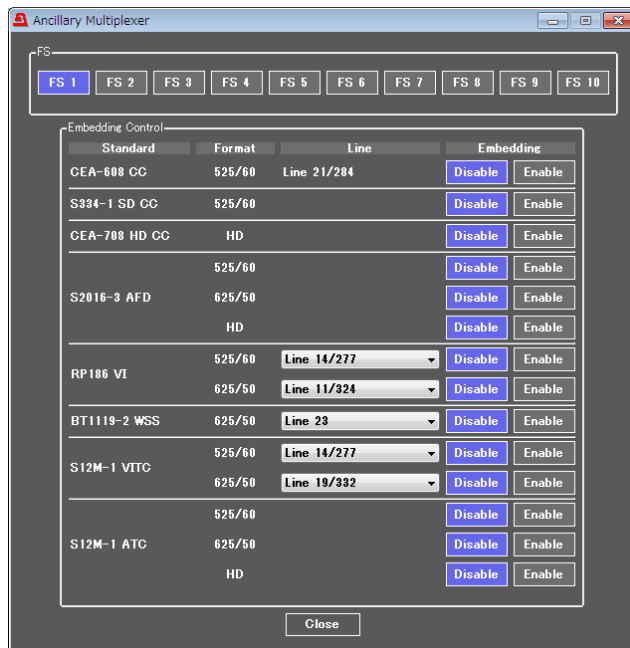 Ancillary Multiplexer
FS
FS 1 FS 2 FS 3 FS 4 FS 5 FS 6 FS 7 FS 8 FS 9 FS 10
Embedding Control
Standard Format Line Embedding
CEA-608 CC 525/60 Line 21/284 Disable Enable
S334-1 SD CC 525/60 Disable Enable
CEA-708 HD CC HD Disable Enable
525/60 Disable Enable
S2016-3 AFD 625/50 Disable Enable
HD Disable Enable
RP186 VI
525/60 Line 14/277 Disable Enable
625/50 Line 11/324 Disable Enable
BT1119-2 WSS 625/50 Line 23 Disable Enable
S12M-1 VITC
525/60 Line 14/277 Disable Enable
625/50 Line 19/332 Disable Enable
525/60 Disable Enable
S12M-1 ATC 625/50 Disable Enable
HD Disable Enable
Close